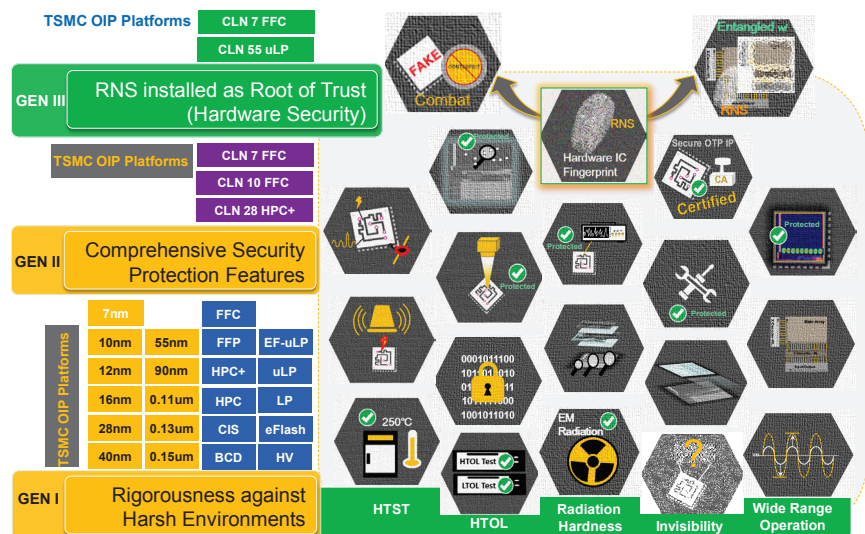 TSMC OIP Platforms
CLN 7 FFC
CLN 55 uLP
GEN III
RNS installed as Root of Trust
(Hardware Security)
FAKE
COUNTERFEIT
Combat
RNS
Hardware IC
Fingerprint
Entangled w/
RNS
TSMC OIP Platforms
CLN 7 FFC
CLN 10 FFC
CLN 28 HPC+
Protected
Secure OTP IP
CA
Certified
GEN II
Comprehensive Security
Protection Features
Protected
Protected
Protected
Protected
TSMC OIP Platforms
7nm
FFC
10nm
55nm
FFP
EF-uLP
12nm
90nm
HPC+
uLP
16nm
0.11um
HPC
LP
28nm
0.13um
CIS
eFlash
40nm
0.15um
BCD
HV
0001011100
1001011010
250℃
HTOL Test
LTOL Test
EM
Radiation
?
GEN I
Rigorousness against
Harsh Environments
HTST
HTOL
Radiation
Hardness
Invisibility
Wide Range
Operation